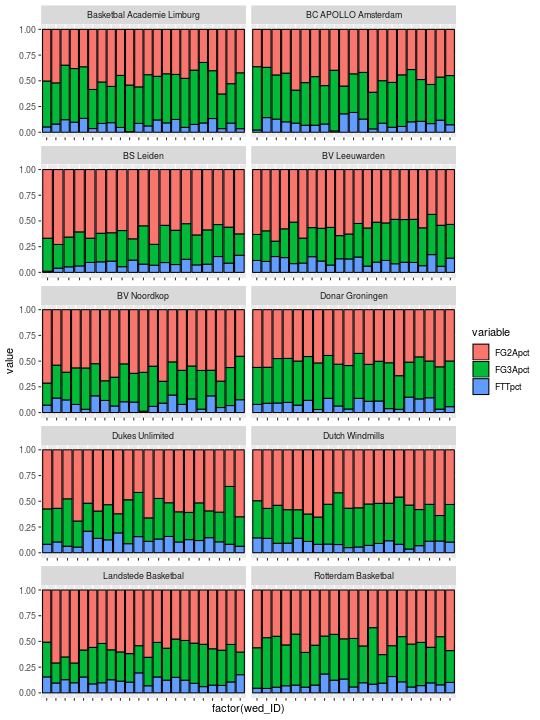 Basketbal Academie Limburg
BC APOLLO Amsterdam
1.00
0.75
0.50
0.25
0.00
BS Leiden
BV Leeuwarden
1.00
0.75
0.50
0.25
0.00
BV Noordkop
Donar Groningen
1.00
0.75
0.50
0.25
0.00
value
variable
FG2Apct
FG3Apct
FTTpct
Dukes Unlimited
Dutch Windmills
1.00
0.75
0.50
0.25
0.00
Landstede Basketbal
Rotterdam Basketbal
1.00
0.75
0.50
0.25
0.00
factor(wed_ID)